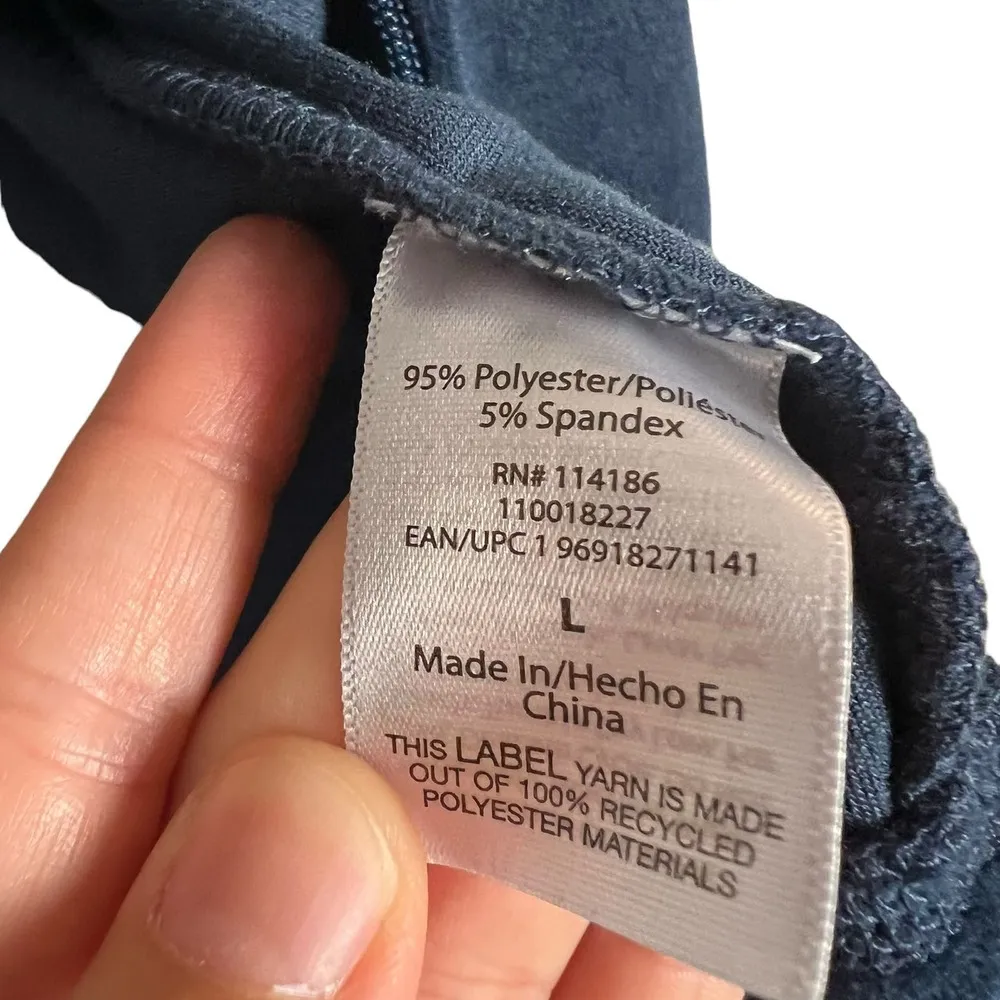 95% Polyester/Poliéster
5% Spandex
RN# 114186
110018227
EAN/UPC 1 96918271141
L
Made In/Hecho En
China
THIS LABEL YARN IS MADE
OUT OF 100% RECYCLED
POLYESTER MATERIALS